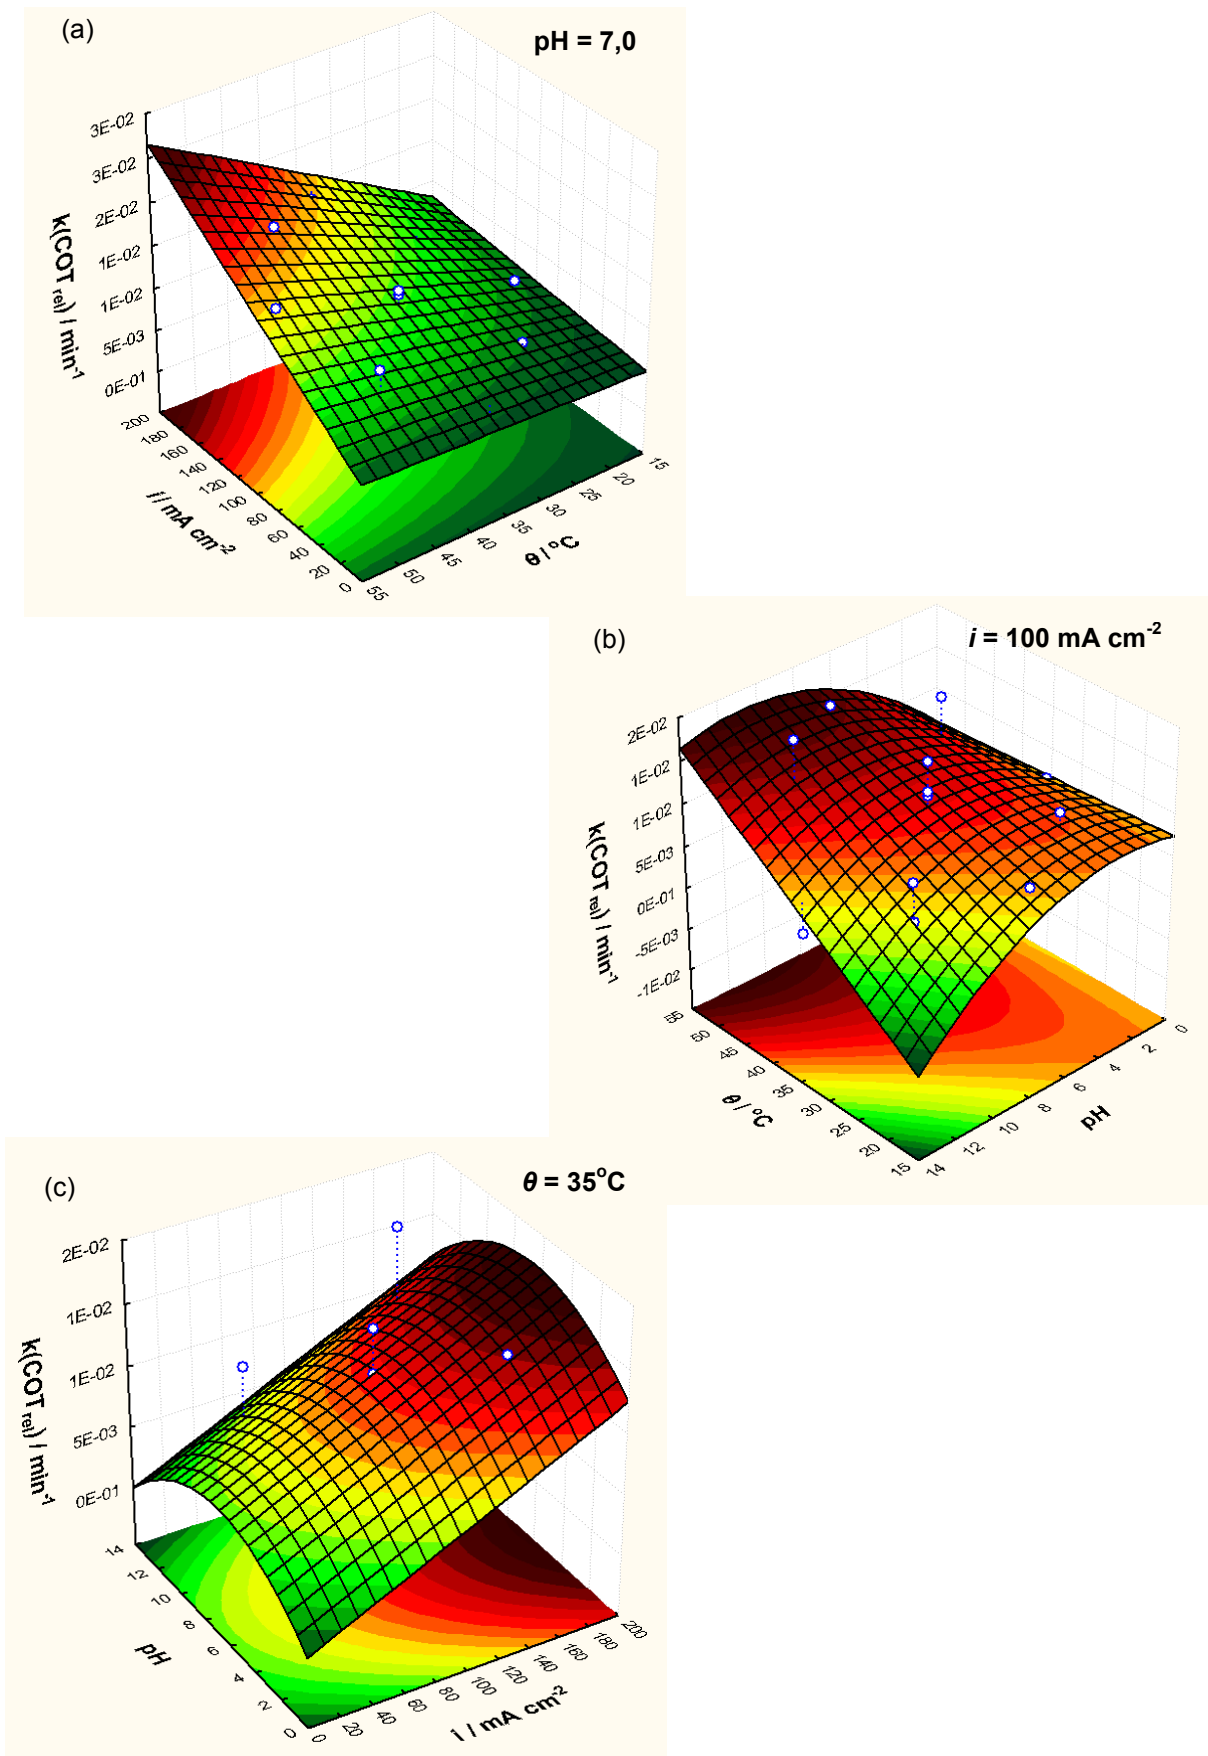 (a)
pH = 7,0
3E-02
3E-02
2E-02
1E-02
1E-02
5E-03
0E-01
k(COT rel) / min-1
200
180
160
140
120
100
80
60
40
20
0
i / mA cm-2
55
50
45
40
35
30
25
20
15
θ / ºC
(b)
i = 100 mA cm-2
2E-02
1E-02
1E-02
5E-03
0E-01
-5E-03
-1E-02
k(COT rel) / min-1
55
50
45
40
35
30
25
20
15
θ / ºC
14
12
10
8
6
4
2
0
pH
(c)
θ = 35oC
2E-02
1E-02
1E-02
5E-03
0E-01
k(COT rel) / min-1
14
12
10
8
6
4
2
0
pH
0
20
40
60
80
100
120
140
160
180
200
i / mA cm-2